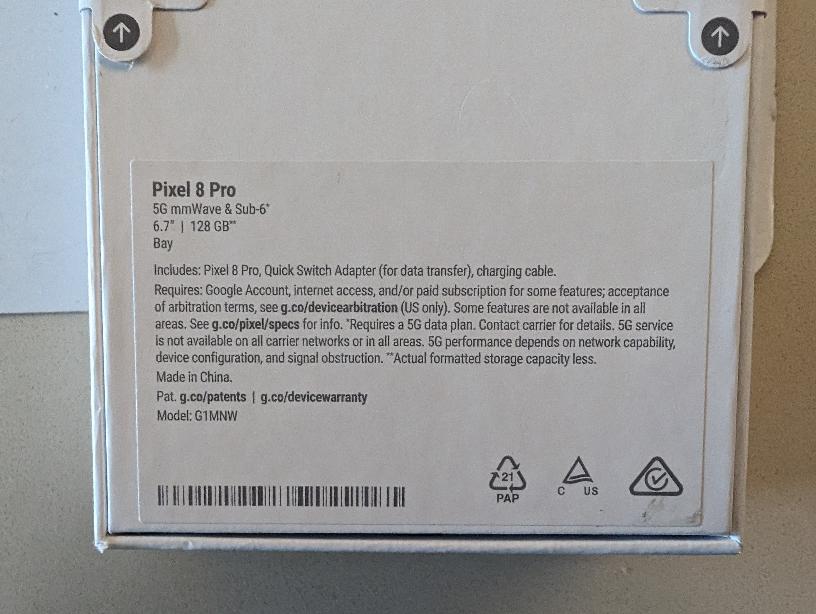 Pixel 8 Pro
5G mmWave & Sub-6*
6.7" | 128 GB**
Bay
Includes: Pixel 8 Pro, Quick Switch Adapter (for data transfer), charging cable.
Requires: Google Account, internet access, and/or paid subscription for some features; acceptance
of arbitration terms, see g.co/devicearbitration (US only). Some features are not available in all
areas. See g.co/pixel/specs for info. *Requires a 5G data plan. Contact carrier for details. 5G service
is not available on all carrier networks or in all areas. 5G performance depends on network capability,
device configuration, and signal obstruction. **Actual formatted storage capacity less.
Made in China.
Pat. g.co/patents | g.co/devicewarranty
Model: G1MNW
21
PAP
C US